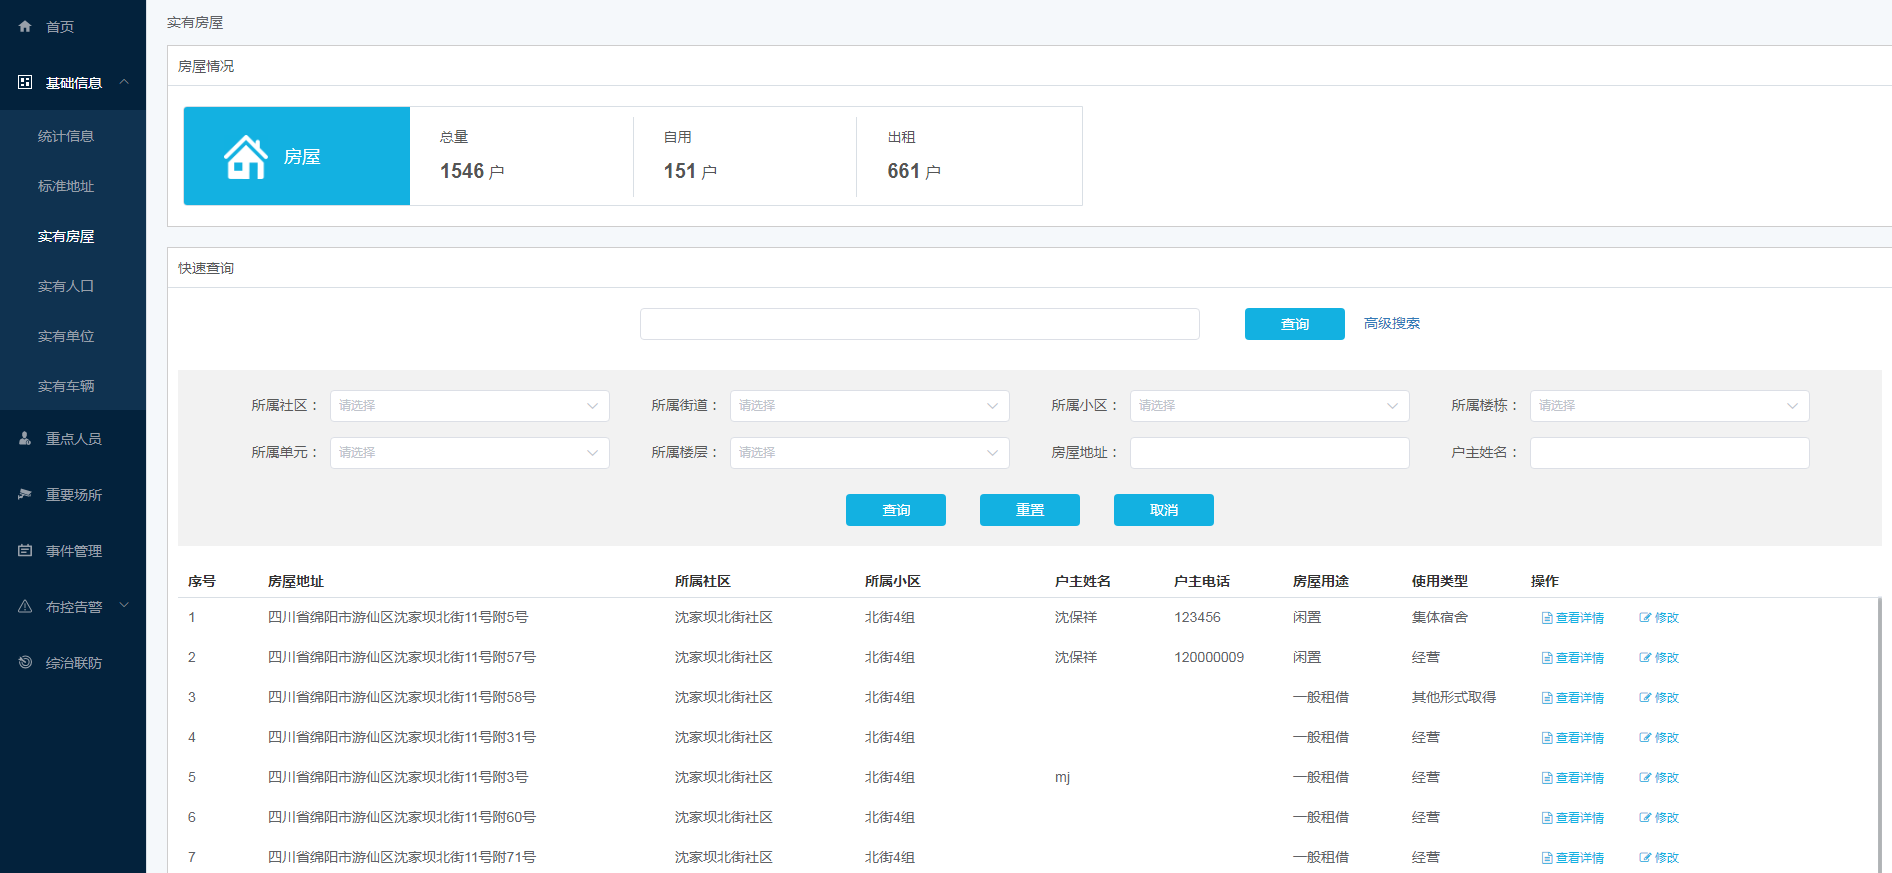 首页
基础信息
统计信息
标准地址
实有房屋
实有人口
实有单位
实有车辆
重点人员
重要场所
事件管理
布控告警
综治联防
实有房屋
房屋情况
房屋
总量 自用 出租
1546 户 151 户 661 户
快速查询
查询 高级搜索
所属社区： 请选择 所属街道： 请选择 所属小区： 请选择 所属楼栋： 请选择
所属单元： 请选择 所属楼层： 请选择 房屋地址： 户主姓名：
查询 重置 取消
序号 房屋地址 所属社区 所属小区 户主姓名 户主电话 房屋用途 使用类型 操作
1 四川省绵阳市游仙区沈家坝北街11号附5号 沈家坝北街社区 北街4组 沈保祥 123456 闲置 集体宿舍 查看详情 修改
2 四川省绵阳市游仙区沈家坝北街11号附57号 沈家坝北街社区 北街4组 沈保祥 120000009 闲置 经营 查看详情 修改
3 四川省绵阳市游仙区沈家坝北街11号附58号 沈家坝北街社区 北街4组 一般租借 其他形式取得 查看详情 修改
4 四川省绵阳市游仙区沈家坝北街11号附31号 沈家坝北街社区 北街4组 一般租借 经营 查看详情 修改
5 四川省绵阳市游仙区沈家坝北街11号附3号 沈家坝北街社区 北街4组 mj 一般租借 经营 查看详情 修改
6 四川省绵阳市游仙区沈家坝北街11号附60号 沈家坝北街社区 北街4组 一般租借 经营 查看详情 修改
7 四川省绵阳市游仙区沈家坝北街11号附71号 沈家坝北街社区 北街4组 一般租借 经营 查看详情 修改